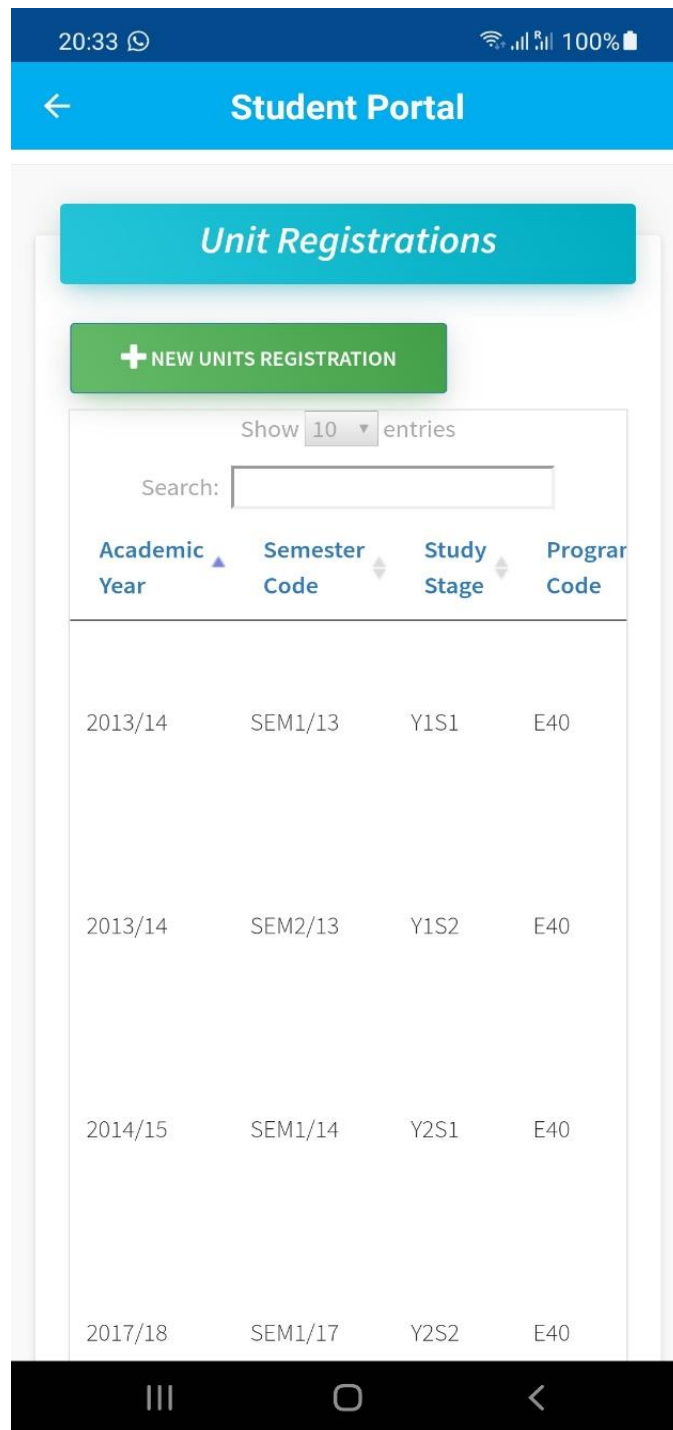 20:33 100%
Student Portal
Unit Registrations
NEW UNITS REGISTRATION
Show 10 entries
Search:
Academic Year Semester Code Study Stage Progran Code
2013/14 SEM1/13 Y1S1 E40
2013/14 SEM2/13 Y1S2 E40
2014/15 SEM1/14 Y2S1 E40
2017/18 SEM1/17 Y2S2 E40